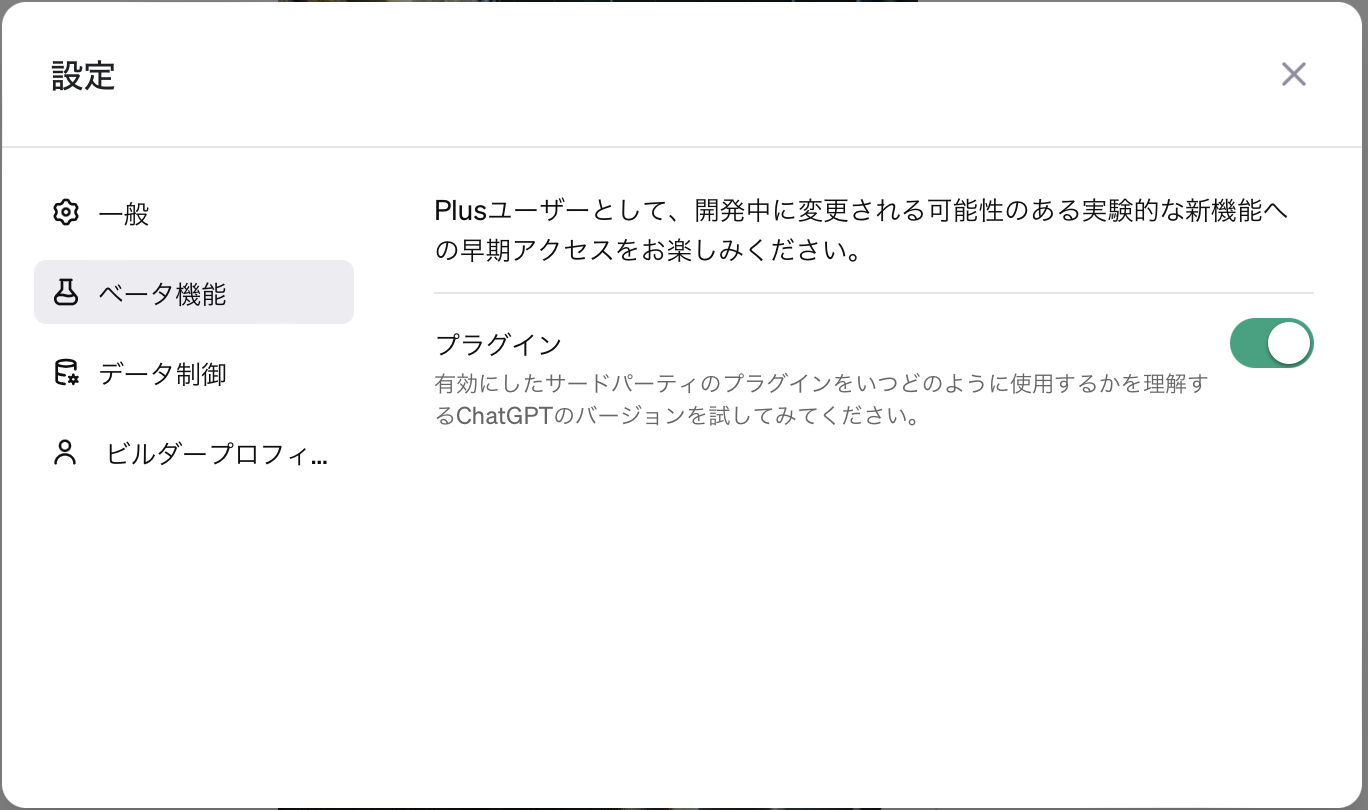 設定
一般
ベータ機能
データ制御
ビルダープロフィ...
Plusユーザーとして、開発中に変更される可能性のある実験的な新機能へ
の早期アクセスをお楽しみください。
プラグイン
有効にしたサードパーティのプラグインをいつどのように使用するかを理解す
るChatGPTのバージョンを試してみてください。